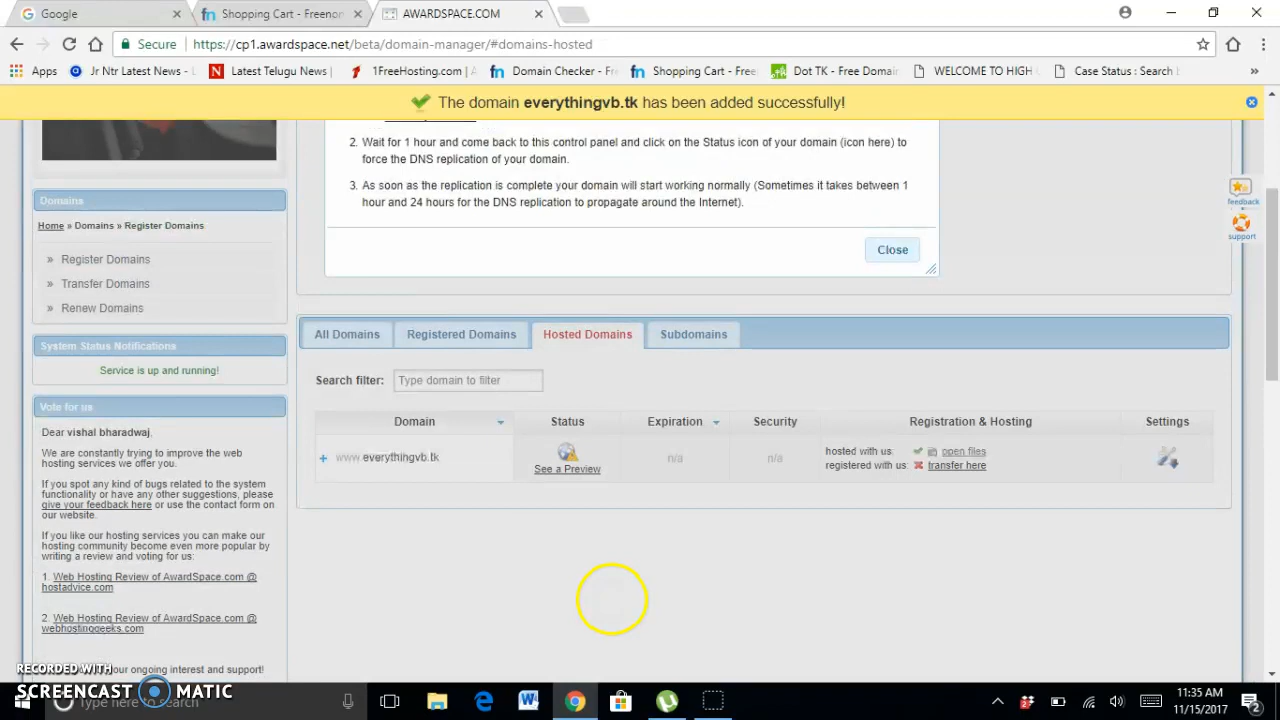 Google
Shopping Cart - Freenom
AWARDSPACE.COM
Secure
https://cp1.awardspace.net/beta/domain-manager/#domains-hosted
Apps
Jr Ntr Latest News -
Latest Telugu News |
1FreeHosting.com | A
Domain Checker - Fr
Shopping Cart - Free
Dot TK - Free Domai
WELCOME TO HIGH
Case Status : Search
»
The domain everythingvb.tk has been added successfully!
2. Wait for 1 hour and come back to this control panel and click on the Status icon of your domain (icon here) to
force the DNS replication of your domain.
3. As soon as the replication is complete your domain will start working normally (Sometimes it takes between 1
hour and 24 hours for the DNS replication to propagate around the Internet).
Close
feedback
support
Domains
Home » Domains » Register Domains
» Register Domains
» Transfer Domains
» Renew Domains
System Status Notifications
Service is up and running!
Vote for us
Dear vishal bharadwaj,
We are constantly trying to improve the web
hosting services we offer you.
If you spot any kind of bugs related to the system
functionality or have any other suggestions, please
give your feedback here or use the contact form on
our website.
If you like our hosting services you can make our
hosting community become even more popular by
writing a review and voting for us:
1. Web Hosting Review of AwardSpace.com @
hostadvice.com
2. Web Hosting Review of AwardSpace.com @
webhostinggeeks.com
your ongoing interest and support!
All Domains
Registered Domains
Hosted Domains
Subdomains
Search filter:
Type domain to filter
Domain
Status
Expiration
Security
Registration & Hosting
Settings
+ www.everythingvb.tk
See a Preview
n/a
n/a
hosted with us: open files
registered with us: transfer here
RECORDED WITH
SCREENCAST MATIC
Type here to search
W
11:35 AM
11/15/2017
2